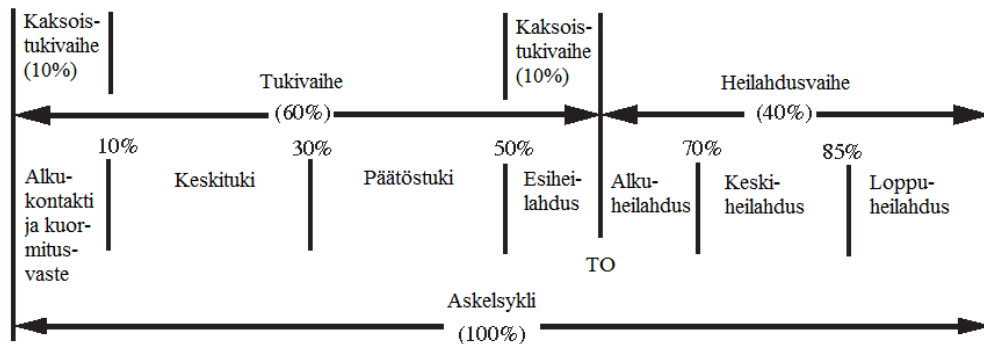 Kaksois-
tukivaihe
(10%)
Kaksois-
tukivaihe
(10%)
Tukivaihe
(60%)
Heilahdusvaihe
(40%)
10%
30%
50%
70%
85%
Alku-
kontakti
ja kuor-
mitus-
vaste
Keskituki
Päätöstuki
Esihei-
lahdus
Alku-
heilahdus
Keski-
heilahdus
Loppu-
heilahdus
TO
Askelsykli
(100%)